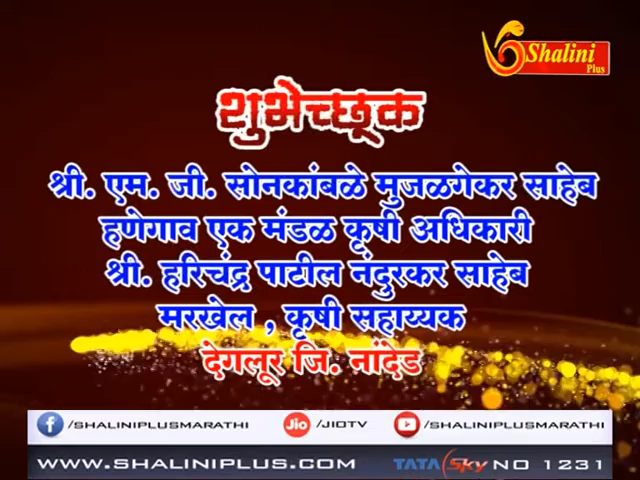 Shalini
Plus
शुभेच्छूक
श्री. एम. जी. सोनकांबळे मुजळगेकर साहेब
हणेगाव एक मंडळ कृषी अधिकारी
श्री. हरिचंद्र पाटील नंदुरकर साहेब
मरखेल , कृषी सहाय्यक
देगलूर जि. नांदेड
f /SHALINIPLUSMARATHI Jio /JIOTV /SHALINIPLUSMARATHI
WWW.SHALINIPLUS.COM TATA Sky NO 1231